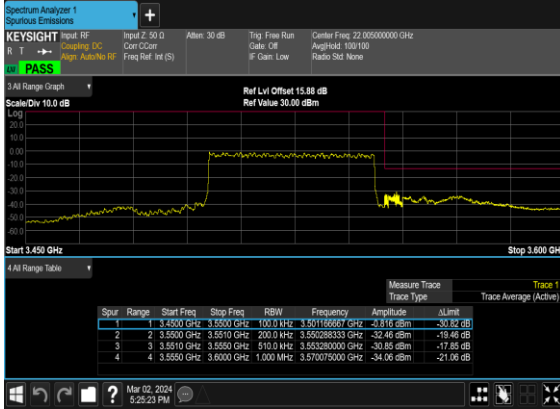 Spectrum Analyzer 1
Spurious Emissions
+
KEYSIGHT Input: RF Input Z: 50 Ω Atten: 30 dB Trig: Free Run Center Freq: 22.005000000 GHz
R T Coupling: DC Corr CCorr Gate: Off Avg|Hold: 100/100
Align: Auto/No RF Freq Ref: Int (S) IF Gain: Low Radio Std: None
PASS
3 All Range Graph
Ref Lvl Offset 15.88 dB
Scale/Div 10.0 dB Ref Value 30.00 dBm
Log
20.0
10.0
0.00
-10.0
-20.0
-30.0
-40.0
-50.0
-60.0
Start 3.450 GHz Stop 3.600 GH
4 All Range Table
Measure Trace Trace 1
Trace Type Trace Average (Active)
Spur Range Start Freq Stop Freq RBW Frequency Amplitude ΔLimit
1 1 3.4500 GHz 3.5500 GHz 100.0 kHz 3.501166667 GHz -0.816 dBm -30.82 dB
2 2 3.5500 GHz 3.5510 GHz 200.0 kHz 3.550288333 GHz -32.46 dBm -19.46 dB
3 3 3.5510 GHz 3.5550 GHz 510.0 kHz 3.553280000 GHz -30.85 dBm -17.85 dB
4 4 3.5550 GHz 3.6000 GHz 1.000 MHz 3.570075000 GHz -34.06 dBm -21.06 dB
? Mar 02, 2024
5:25:23 PM